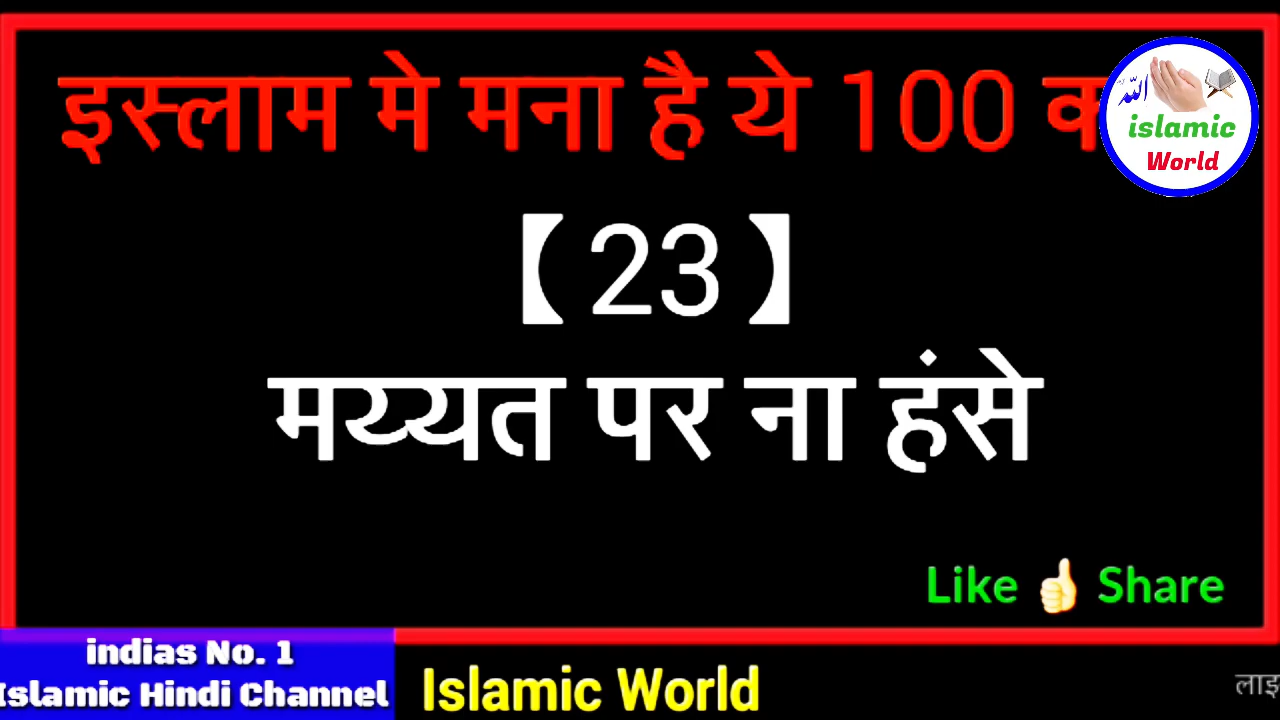 इस्लाम मे मना है ये 100
الله
islamic
World
【23】
मय्यत पर ना हंसे
Like 👍 Share
indias No. 1
Islamic Hindi Channel
Islamic World